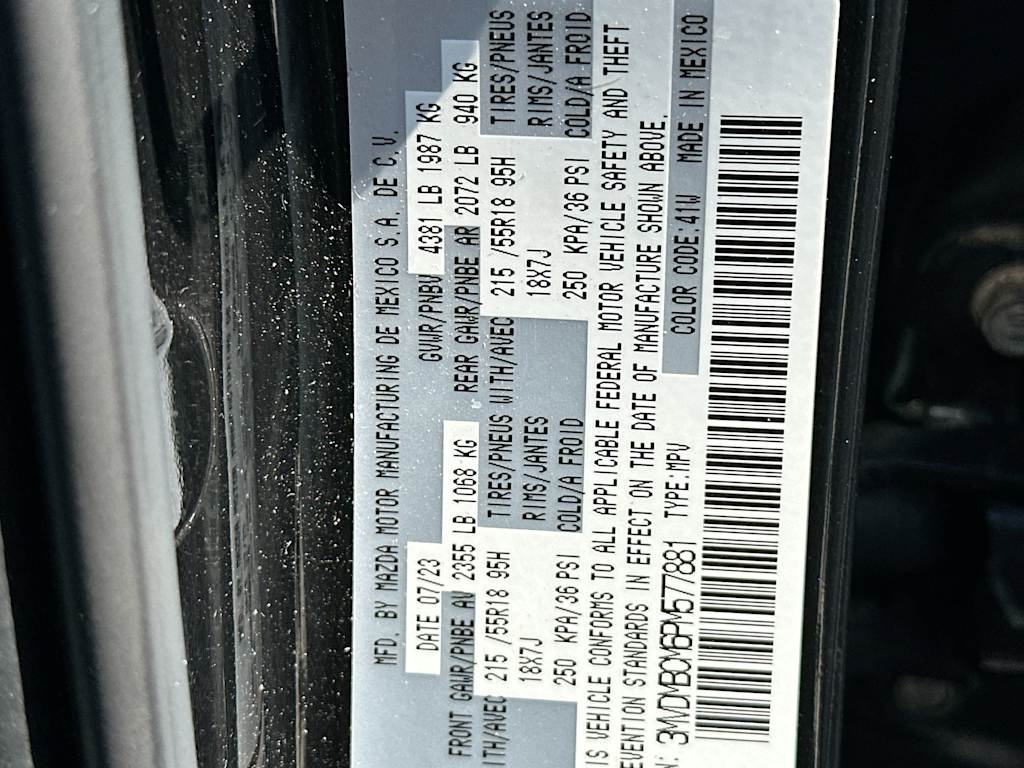 MFD. BY MAZDA MOTOR MANUFACTURING DE MEXICO S.A. DE C.V.
DATE 07/23 GVWR/PNBV 4381 LB 1987 KG
FRONT GAWR/PNBE AV 2355 LB 1068 KG REAR GAWR/PNBE AR 2072 LB 940 KG
ITH/AVEC 215 /55R18 95H TIRES/PNEUS WITH/AVEC 215 /55R18 95H TIRES/PNEUS
18X7J RIMS/JANTES 18X7J RIMS/JANTES
250 KPA/36 PSI COLD/A FROID 250 KPA/36 PSI COLD/A FROID
IS VEHICLE CONFORMS TO ALL APPLICABLE FEDERAL MOTOR VEHICLE SAFETY AND THEFT
EVENTION STANDARDS IN EFFECT ON THE DATE OF MANUFACTURE SHOWN ABOVE.
N: 3MVDMBCM6PM577881 TYPE:MPV COLOR CODE:41W MADE IN MEXICO